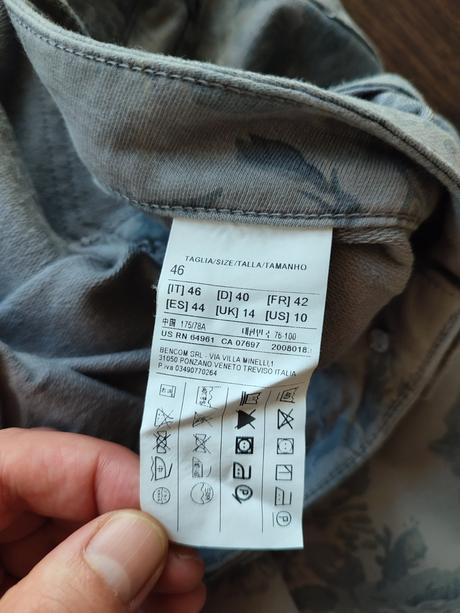 TAGLIA/SIZE/TALLA/TAMANHO
46
[IT] 46 [D] 40 [FR] 42
[ES] 44 [UK] 14 [US] 10
中国 175/78A 대한민국 76-100
US RN 64961 CA 07697 2008018
BENCOM SRL - VIA VILLA MINELLI,1
31050 PONZANO VENETO TREVISO ITALIA
P.iva 03490770264